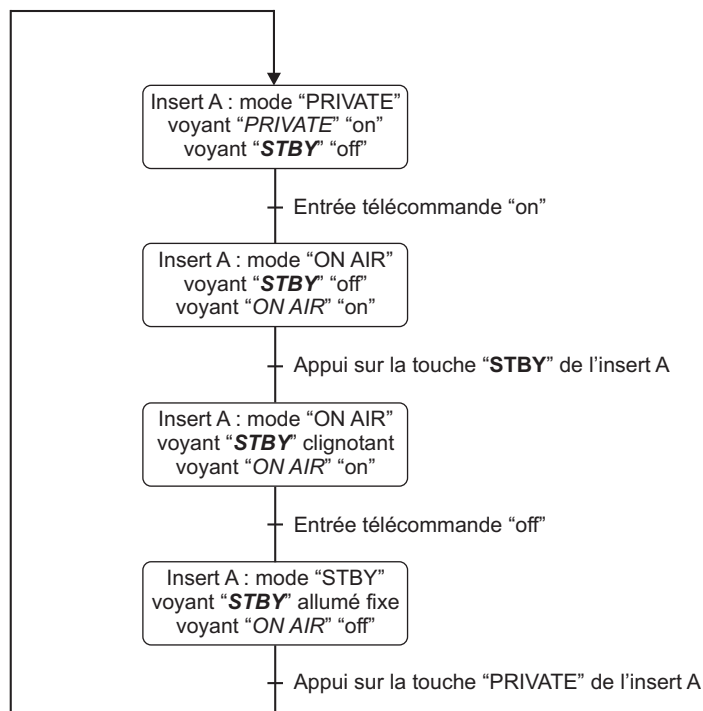 Insert A : mode “PRIVATE”
voyant “PRIVATE” “on”
voyant “STBY” “off”
Entrée télécommande “on”
Insert A : mode “ON AIR”
voyant “STBY” “off”
voyant “ON AIR” “on”
Appui sur la touche “STBY” de l’insert A
Insert A : mode “ON AIR”
voyant “STBY” clignotant
voyant “ON AIR” “on”
Entrée télécommande “off”
Insert A : mode “STBY”
voyant “STBY” allumé fixe
voyant “ON AIR” “off”
Appui sur la touche “PRIVATE” de l’insert A